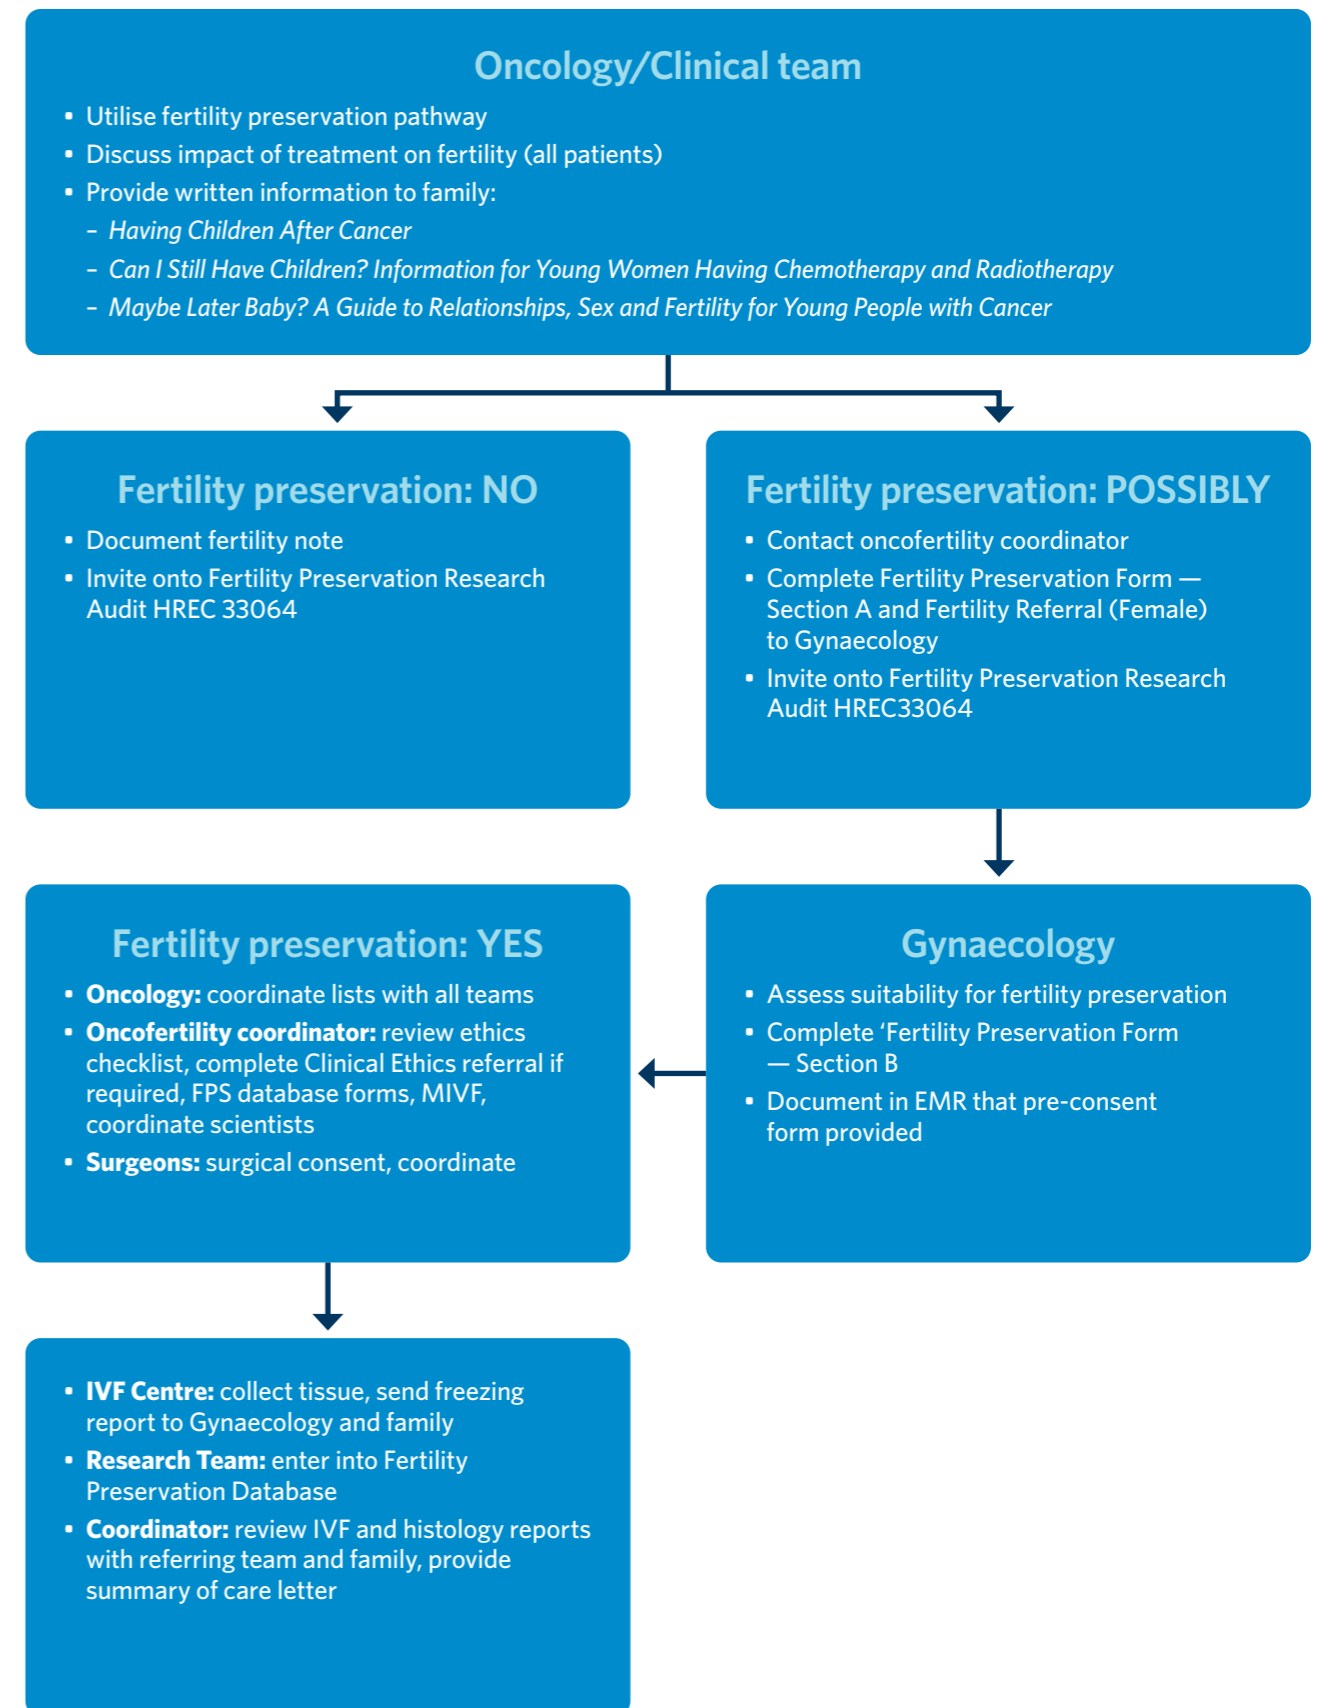 Oncology/Clinical team
▪ Utilise fertility preservation pathway
▪ Discuss impact of treatment on fertility (all patients)
▪ Provide written information to family:
– Having Children After Cancer
– Can I Still Have Children? Information for Young Women Having Chemotherapy and Radiotherapy
– Maybe Later Baby? A Guide to Relationships, Sex and Fertility for Young People with Cancer
Fertility preservation: NO
▪ Document fertility note
▪ Invite onto Fertility Preservation Research
Audit HREC 33064
Fertility preservation: POSSIBLY
▪ Contact oncofertility coordinator
▪ Complete Fertility Preservation Form —
Section A and Fertility Referral (Female)
to Gynaecology
▪ Invite onto Fertility Preservation Research
Audit HREC33064
Gynaecology
▪ Assess suitability for fertility preservation
▪ Complete ‘Fertility Preservation Form
— Section B
▪ Document in EMR that pre-consent
form provided
Fertility preservation: YES
▪ Oncology: coordinate lists with all teams
▪ Oncofertility coordinator: review ethics
checklist, complete Clinical Ethics referral if
required, FPS database forms, MIVF,
coordinate scientists
▪ Surgeons: surgical consent, coordinate
▪ IVF Centre: collect tissue, send freezing
report to Gynaecology and family
▪ Research Team: enter into Fertility
Preservation Database
▪ Coordinator: review IVF and histology reports
with referring team and family, provide
summary of care letter